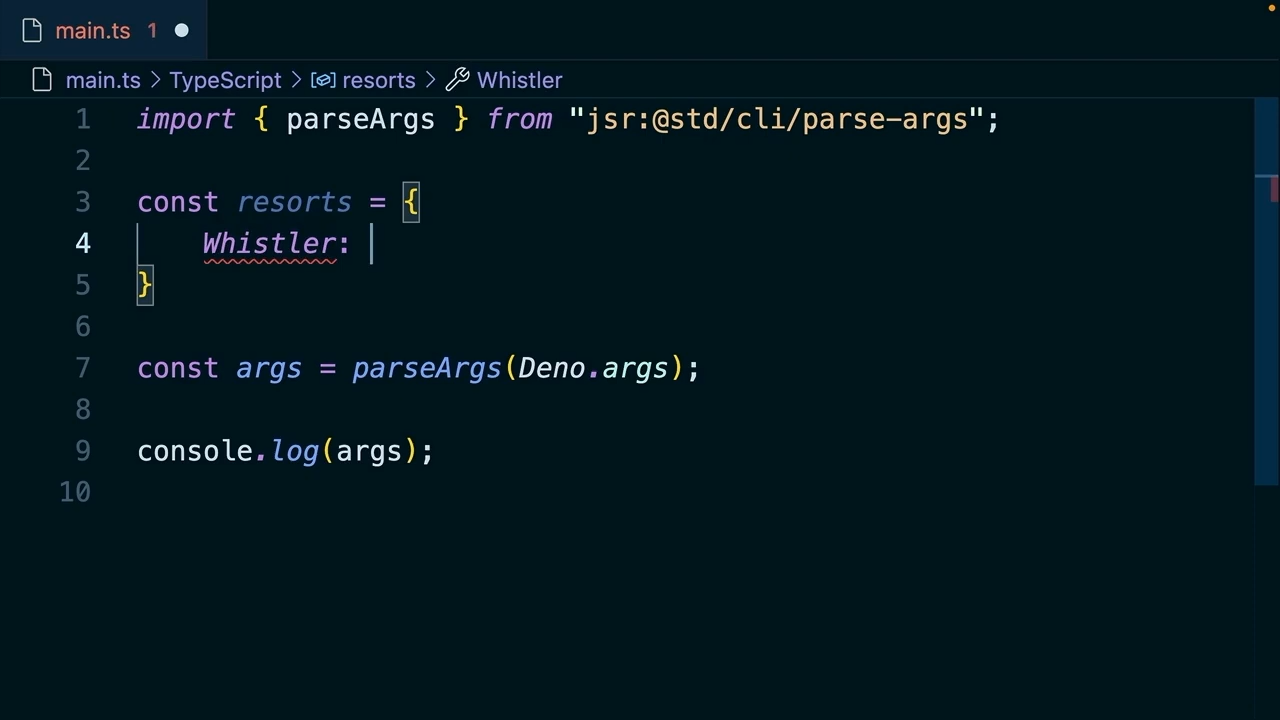 main.ts 1
main.ts > TypeScript > resorts > Whistler
1 import { parseArgs } from "jsr:@std/cli/parse-args";
2
3 const resorts = {
4     Whistler:
5 }
6
7 const args = parseArgs(Deno.args);
8
9 console.log(args);
10